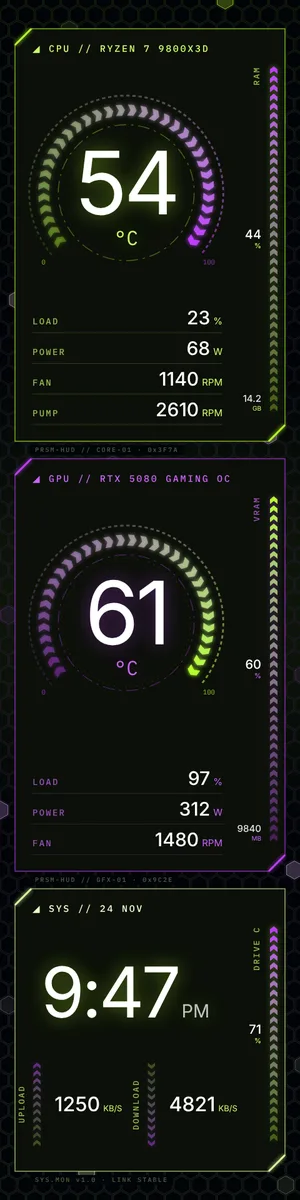 CPU // RYZEN 7 9800X3D
RAM
54
°C
0 100
44
%
LOAD 23 %
POWER 68 W
FAN 1140 RPM
PUMP 2610 RPM
14.2
GB
PRSM-HUD // CORE-01 · 0x3F7A
GPU // RTX 5080 GAMING OC
VRAM
61
°C
0 100
60
%
LOAD 97 %
POWER 312 W
FAN 1480 RPM
9840
MB
PRSM-HUD // GFX-01 · 0x9C2E
SYS // 24 NOV
DRIVE C
9:47 PM
71
%
UPLOAD
1250 KB/S
DOWNLOAD
4821 KB/S
SYS.MON v1.0 · LINK STABLE